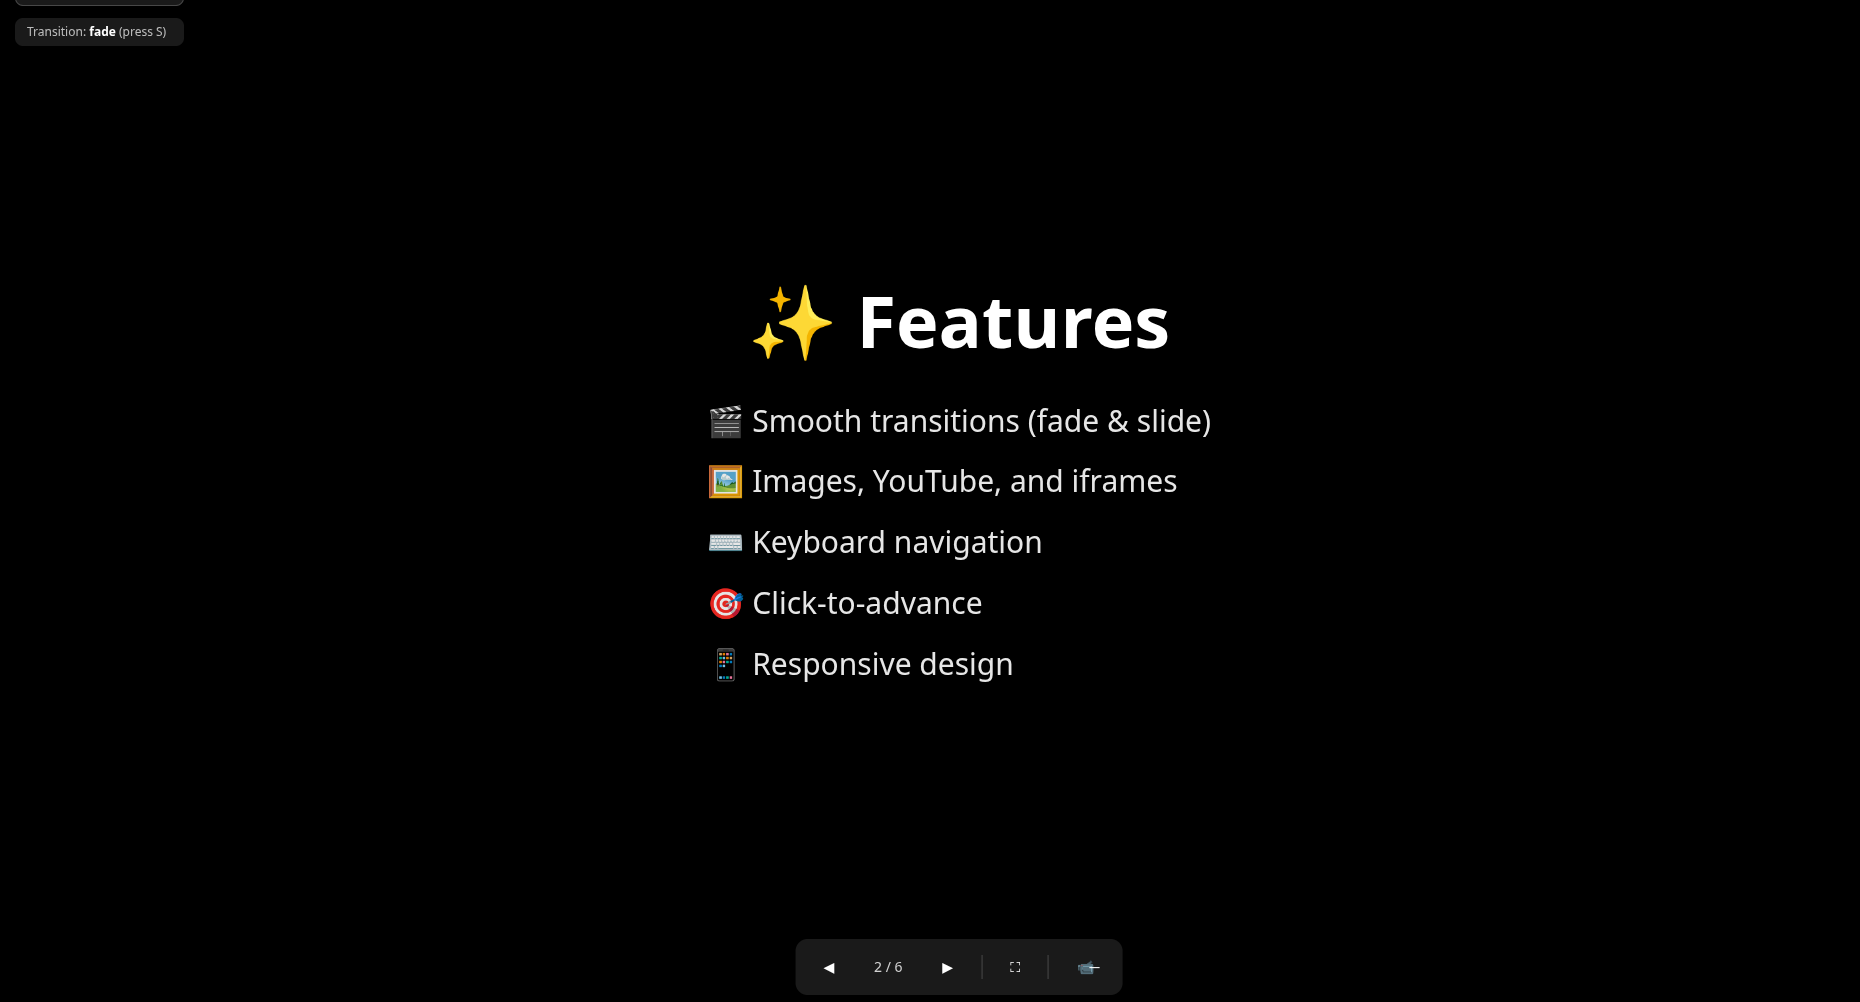 Transition: fade (press S)
✨ Features
🎬 Smooth transitions (fade & slide)
🖼️ Images, YouTube, and iframes
⌨️ Keyboard navigation
🎯 Click-to-advance
📱 Responsive design
◀ 2 / 6 ▶